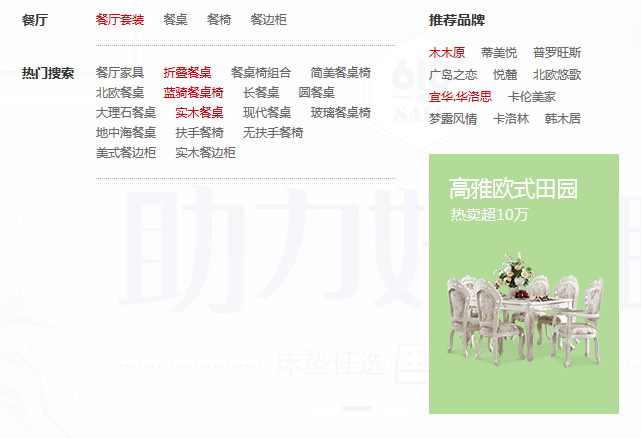 餐厅
餐厅套装 餐桌 餐椅 餐边柜
热门搜索
餐厅家具 折叠餐桌 餐桌椅组合 简美餐桌椅
北欧餐桌 蓝骑餐桌椅 长餐桌 圆餐桌
大理石餐桌 实木餐桌 现代餐桌 玻璃餐桌椅
地中海餐桌 扶手餐椅 无扶手餐椅
美式餐边柜 实木餐边柜
推荐品牌
木木原 蒂美悦 普罗旺斯
广岛之恋 悦麓 北欧悠歌
宜华.华洛思 卡伦美家
梦露风情 卡洛林 韩木居
高雅欧式田园
热卖超10万
618
SALE
助力好
床垫任选